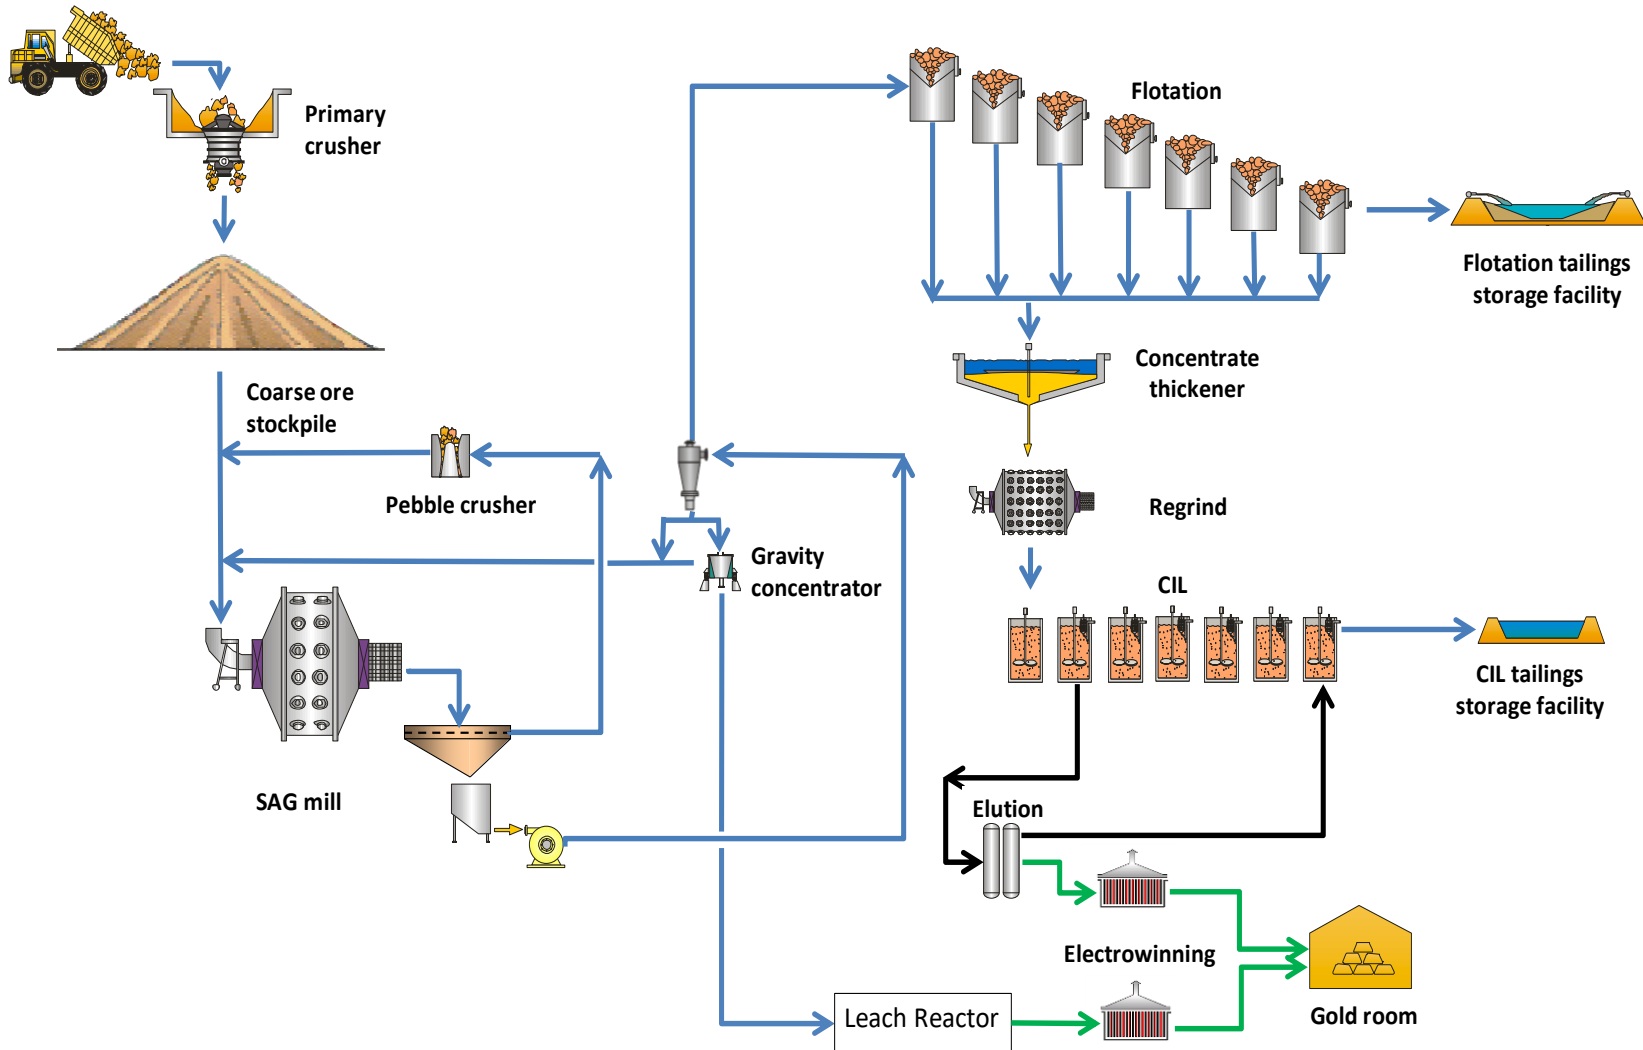 Primary
crusher
Flotation
Flotation tailings
storage facility
Concentrate
thickener
Coarse ore
stockpile
Pebble crusher
Regrind
Gravity
concentrator
CIL
CIL tailings
storage facility
SAG mill
Elution
Electrowinning
Leach Reactor
Gold room